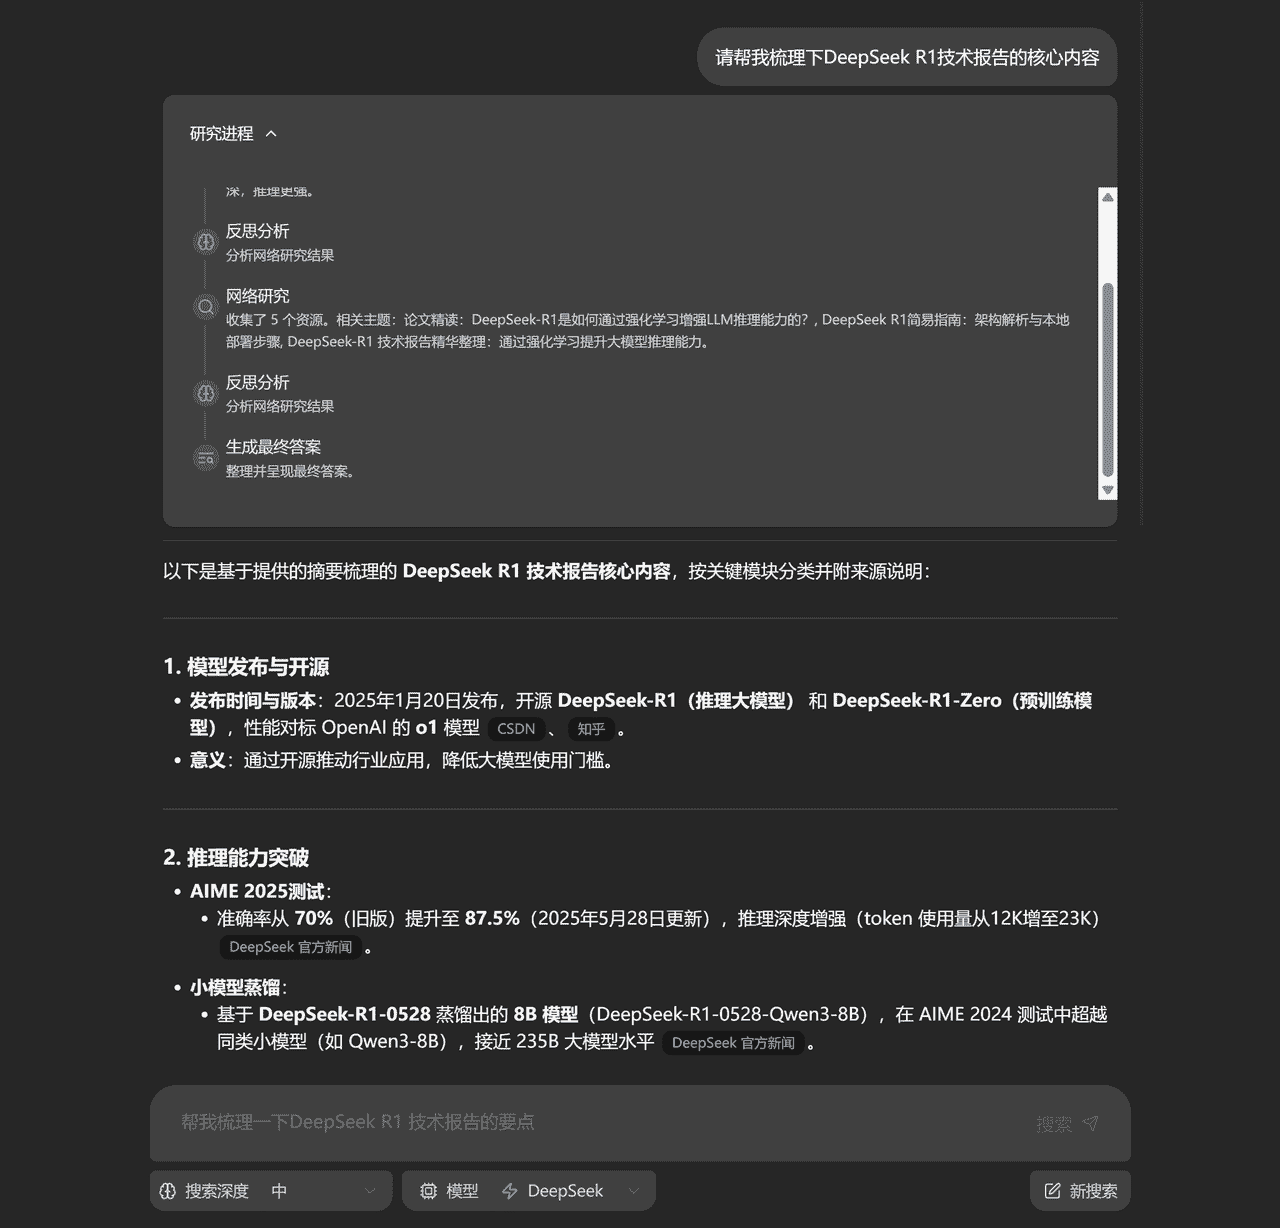 请帮我梳理下DeepSeek R1技术报告的核心内容
研究进程
深，推理更强。
反思分析
分析网络研究结果
网络研究
收集了 5 个资源。相关主题：论文精读：DeepSeek-R1是如何通过强化学习增强LLM推理能力的？, DeepSeek R1简易指南：架构解析与本地
部署步骤, DeepSeek-R1 技术报告精华整理：通过强化学习提升大模型推理能力。
反思分析
分析网络研究结果
生成最终答案
整理并呈现最终答案。
以下是基于提供的摘要梳理的 DeepSeek R1 技术报告核心内容，按关键模块分类并附来源说明：
1. 模型发布与开源
• 发布时间与版本：2025年1月20日发布，开源 DeepSeek-R1（推理大模型） 和 DeepSeek-R1-Zero（预训练模
型），性能对标 OpenAI 的 o1 模型 CSDN 、 知乎 。
• 意义：通过开源推动行业应用，降低大模型使用门槛。
2. 推理能力突破
• AIME 2025测试：
• 准确率从 70%（旧版）提升至 87.5%（2025年5月28日更新），推理深度增强（token 使用量从12K增至23K）
DeepSeek 官方新闻 。
• 小模型蒸馏：
• 基于 DeepSeek-R1-0528 蒸馏出的 8B 模型（DeepSeek-R1-0528-Qwen3-8B），在 AIME 2024 测试中超越
同类小模型（如 Qwen3-8B），接近 235B 大模型水平 DeepSeek 官方新闻 。
帮我梳理一下DeepSeek R1 技术报告的要点
搜索
搜索深度 中 模型 DeepSeek 新搜索